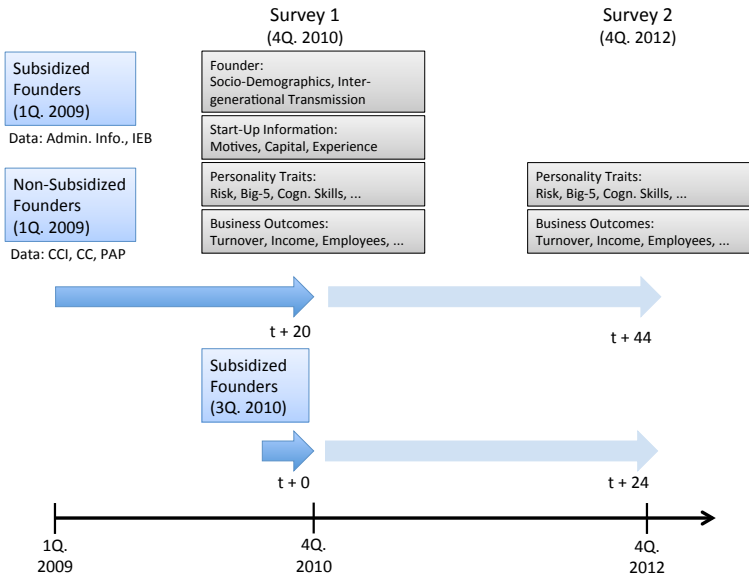 Survey 1
(4Q. 2010)
Survey 2
(4Q. 2012)
Subsidized
Founders
(1Q. 2009)
Data: Admin. Info., IEB
Non-Subsidized
Founders
(1Q. 2009)
Data: CCI, CC, PAP
Founder:
Socio-Demographics, Inter-
generational Transmission
Start-Up Information:
Motives, Capital, Experience
Personality Traits:
Risk, Big-5, Cogn. Skills, ...
Business Outcomes:
Turnover, Income, Employees, ...
Personality Traits:
Risk, Big-5, Cogn. Skills, ...
Business Outcomes:
Turnover, Income, Employees, ...
t + 20
t + 44
Subsidized
Founders
(3Q. 2010)
t + 0
t + 24
1Q.
2009
4Q.
2010
4Q.
2012